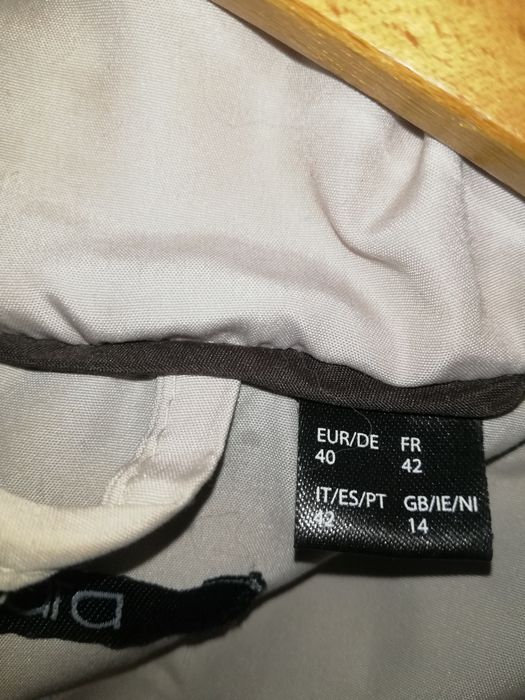 EUR/DE FR
40 42
IT/ES/PT GB/IE/NI
42 14